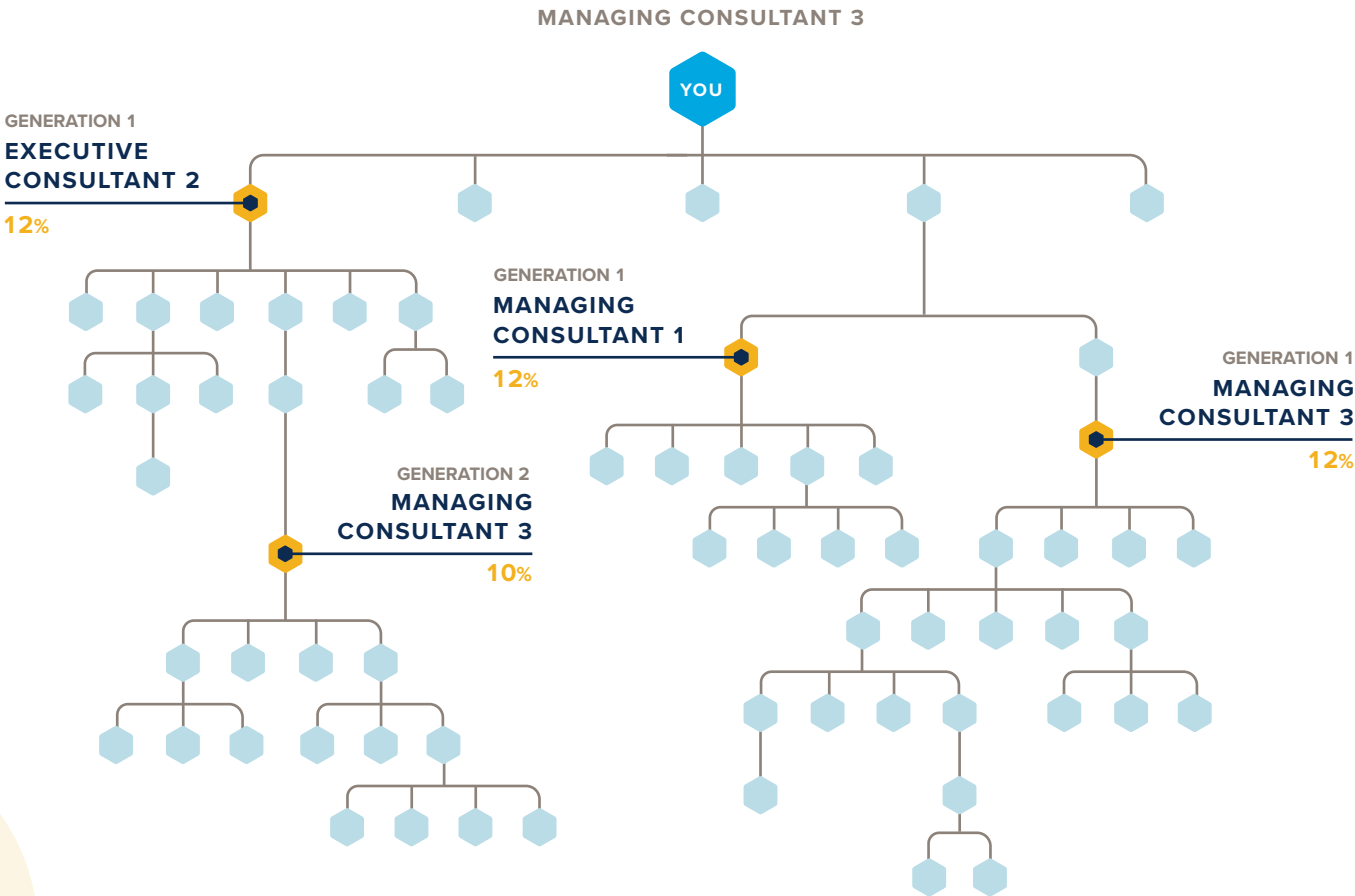 MANAGING CONSULTANT 3
YOU
GENERATION 1
EXECUTIVE
CONSULTANT 2
12%
GENERATION 1
MANAGING
CONSULTANT 1
12%
GENERATION 1
MANAGING
CONSULTANT 3
12%
GENERATION 2
MANAGING
CONSULTANT 3
10%